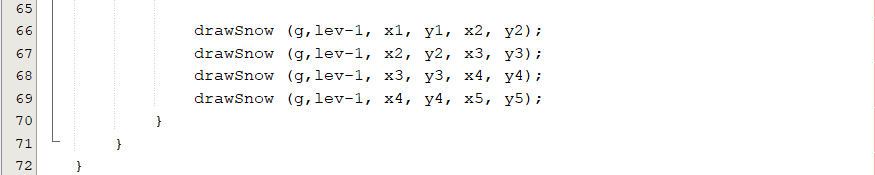 65
66 drawSnow (g,lev-1, x1, y1, x2, y2);
67 drawSnow (g,lev-1, x2, y2, x3, y3);
68 drawSnow (g,lev-1, x3, y3, x4, y4);
69 drawSnow (g,lev-1, x4, y4, x5, y5);
70 }
71 }
72 }